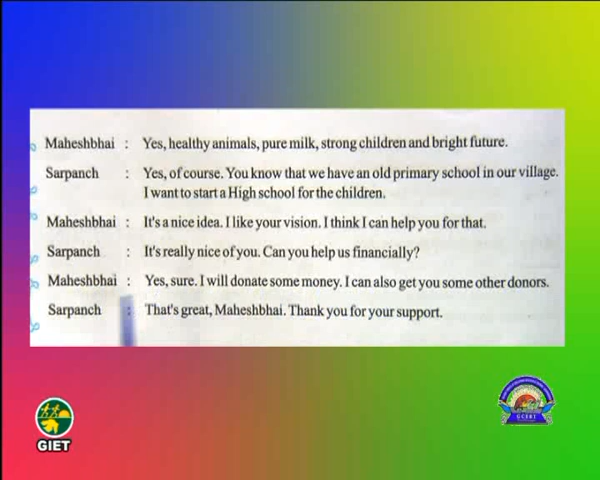 Maheshbhai : Yes, healthy animals, pure milk, strong children and bright future.
Sarpanch : Yes, of course. You know that we have an old primary school in our village.
I want to start a High school for the children.
Maheshbhai : It's a nice idea. I like your vision. I think I can help you for that.
Sarpanch : It's really nice of you. Can you help us financially?
Maheshbhai : Yes, sure. I will donate some money. I can also get you some other donors.
Sarpanch : That's great, Maheshbhai. Thank you for your support.
GIET
GCERT